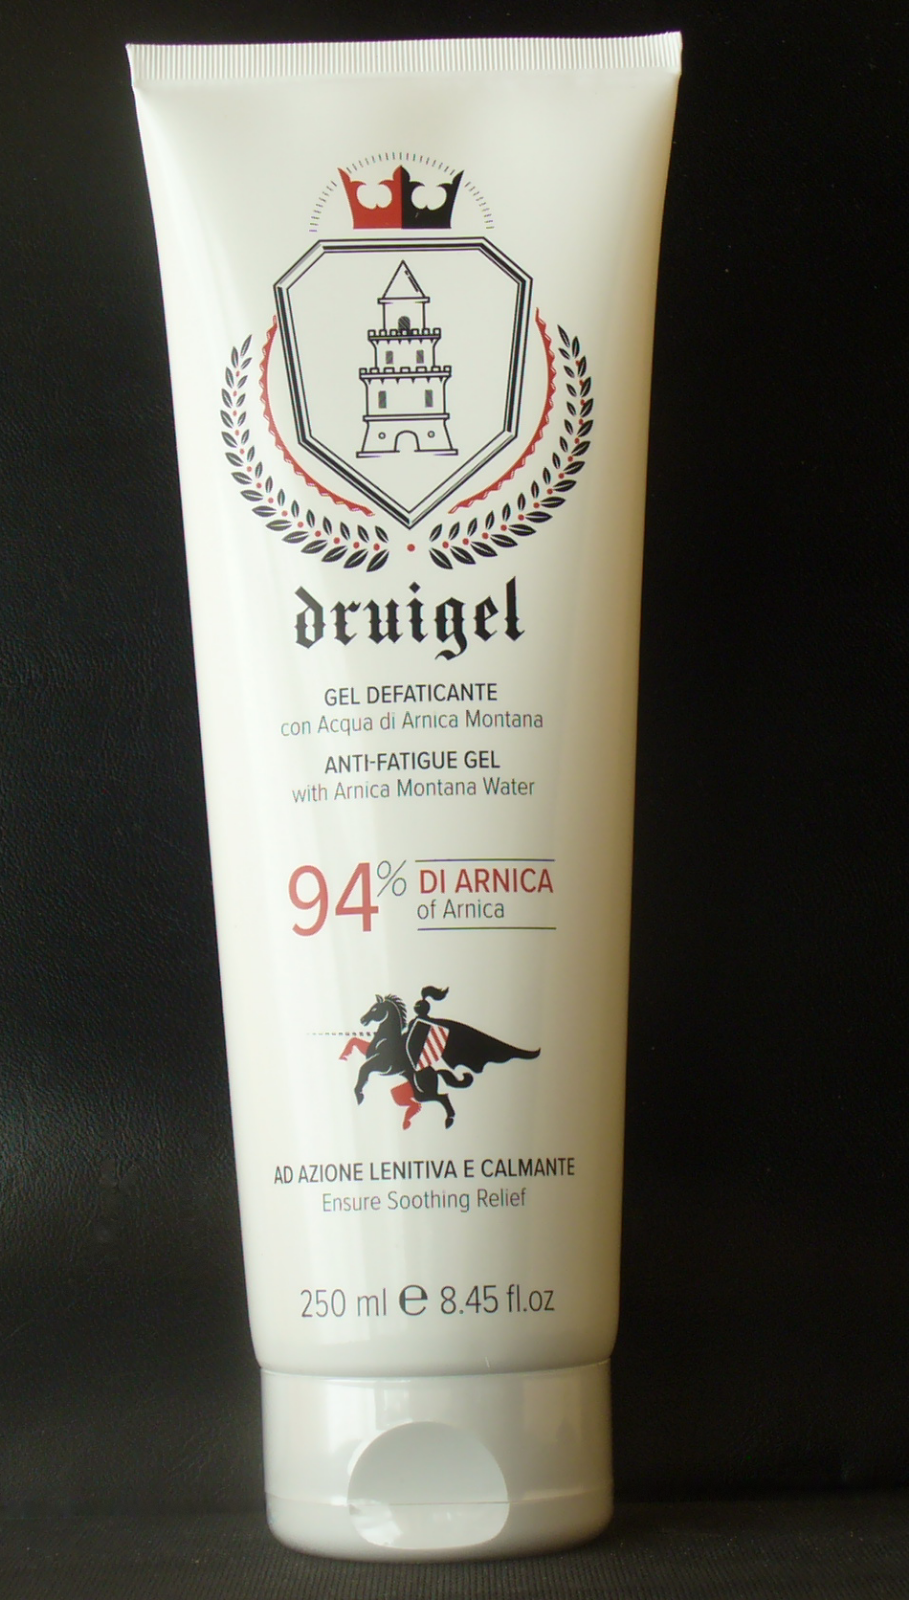 druigel
GEL DEFATICANTE
con Acqua di Arnica Montana
ANTI-FATIGUE GEL
with Arnica Montana Water
94% DI ARNICA
of Arnica
AD AZIONE LENITIVA E CALMANTE
Ensure Soothing Relief
250 ml ℮ 8.45 fl.oz